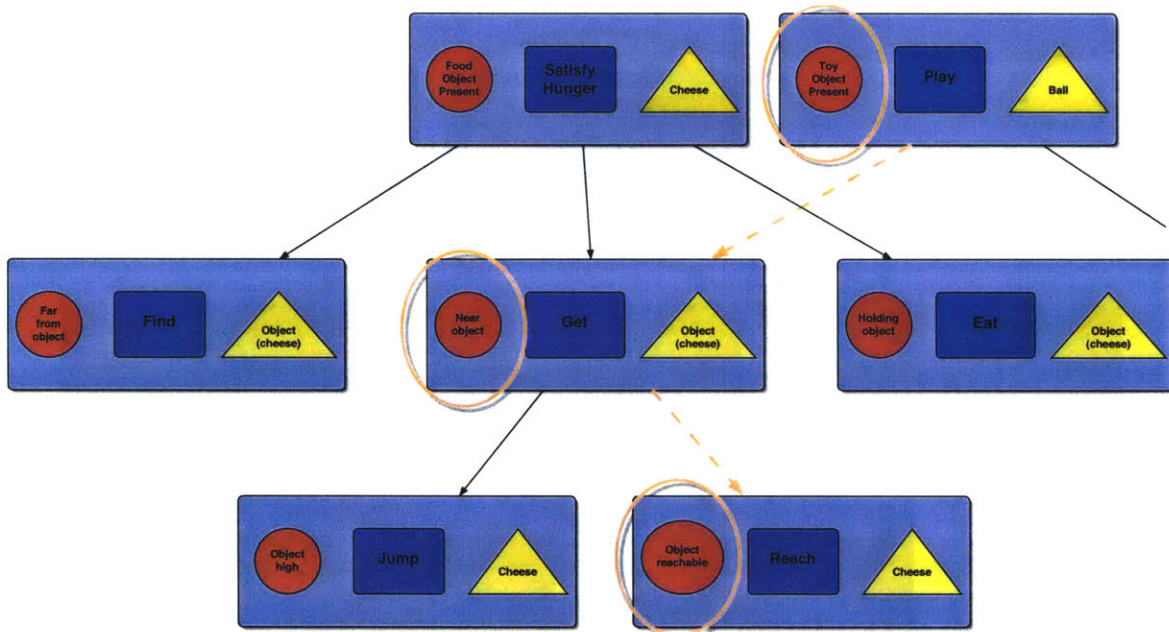 Food
Object
Present
Satisfy
Hunger
Cheese
Toy
Object
Present
Play
Ball
Far
from
object
Find
Object
(cheese)
Near
object
Get
Object
(cheese)
Holding
object
Eat
Object
(cheese)
Object
high
Jump
Cheese
Object
reachable
Reach
Cheese